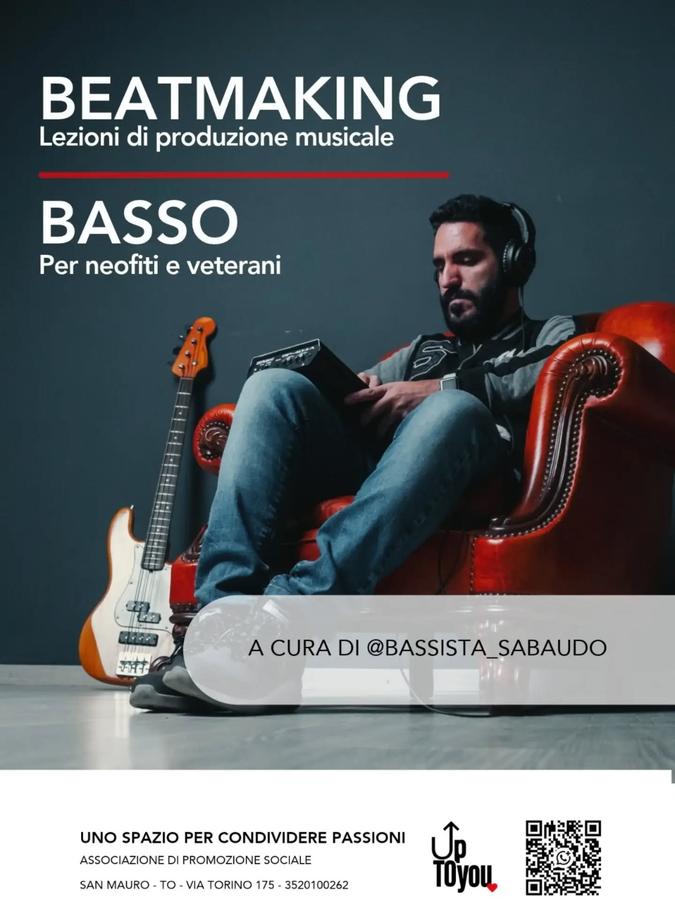 BEATMAKING
Lezioni di produzione musicale
BASSO
Per neofiti e veterani
A CURA DI @BASSISTA_SABAUDO
UNO SPAZIO PER CONDIVIDERE PASSIONI
ASSOCIAZIONE DI PROMOZIONE SOCIALE
SAN MAURO - TO - VIA TORINO 175 - 3520100262
Up
TOyou